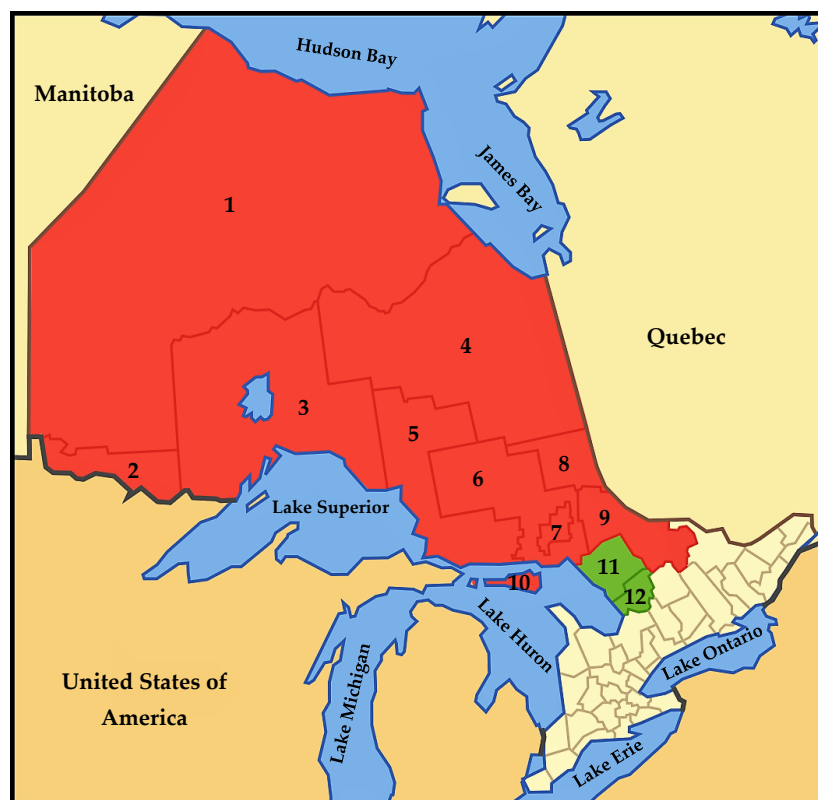 Hudson Bay
Manitoba
James Bay
1
Quebec
4
3
5
2
8
6
Lake Superior
9
7
11
10
12
Lake Huron
Lake Ontario
United States of
America
Lake Michigan
Lake Erie